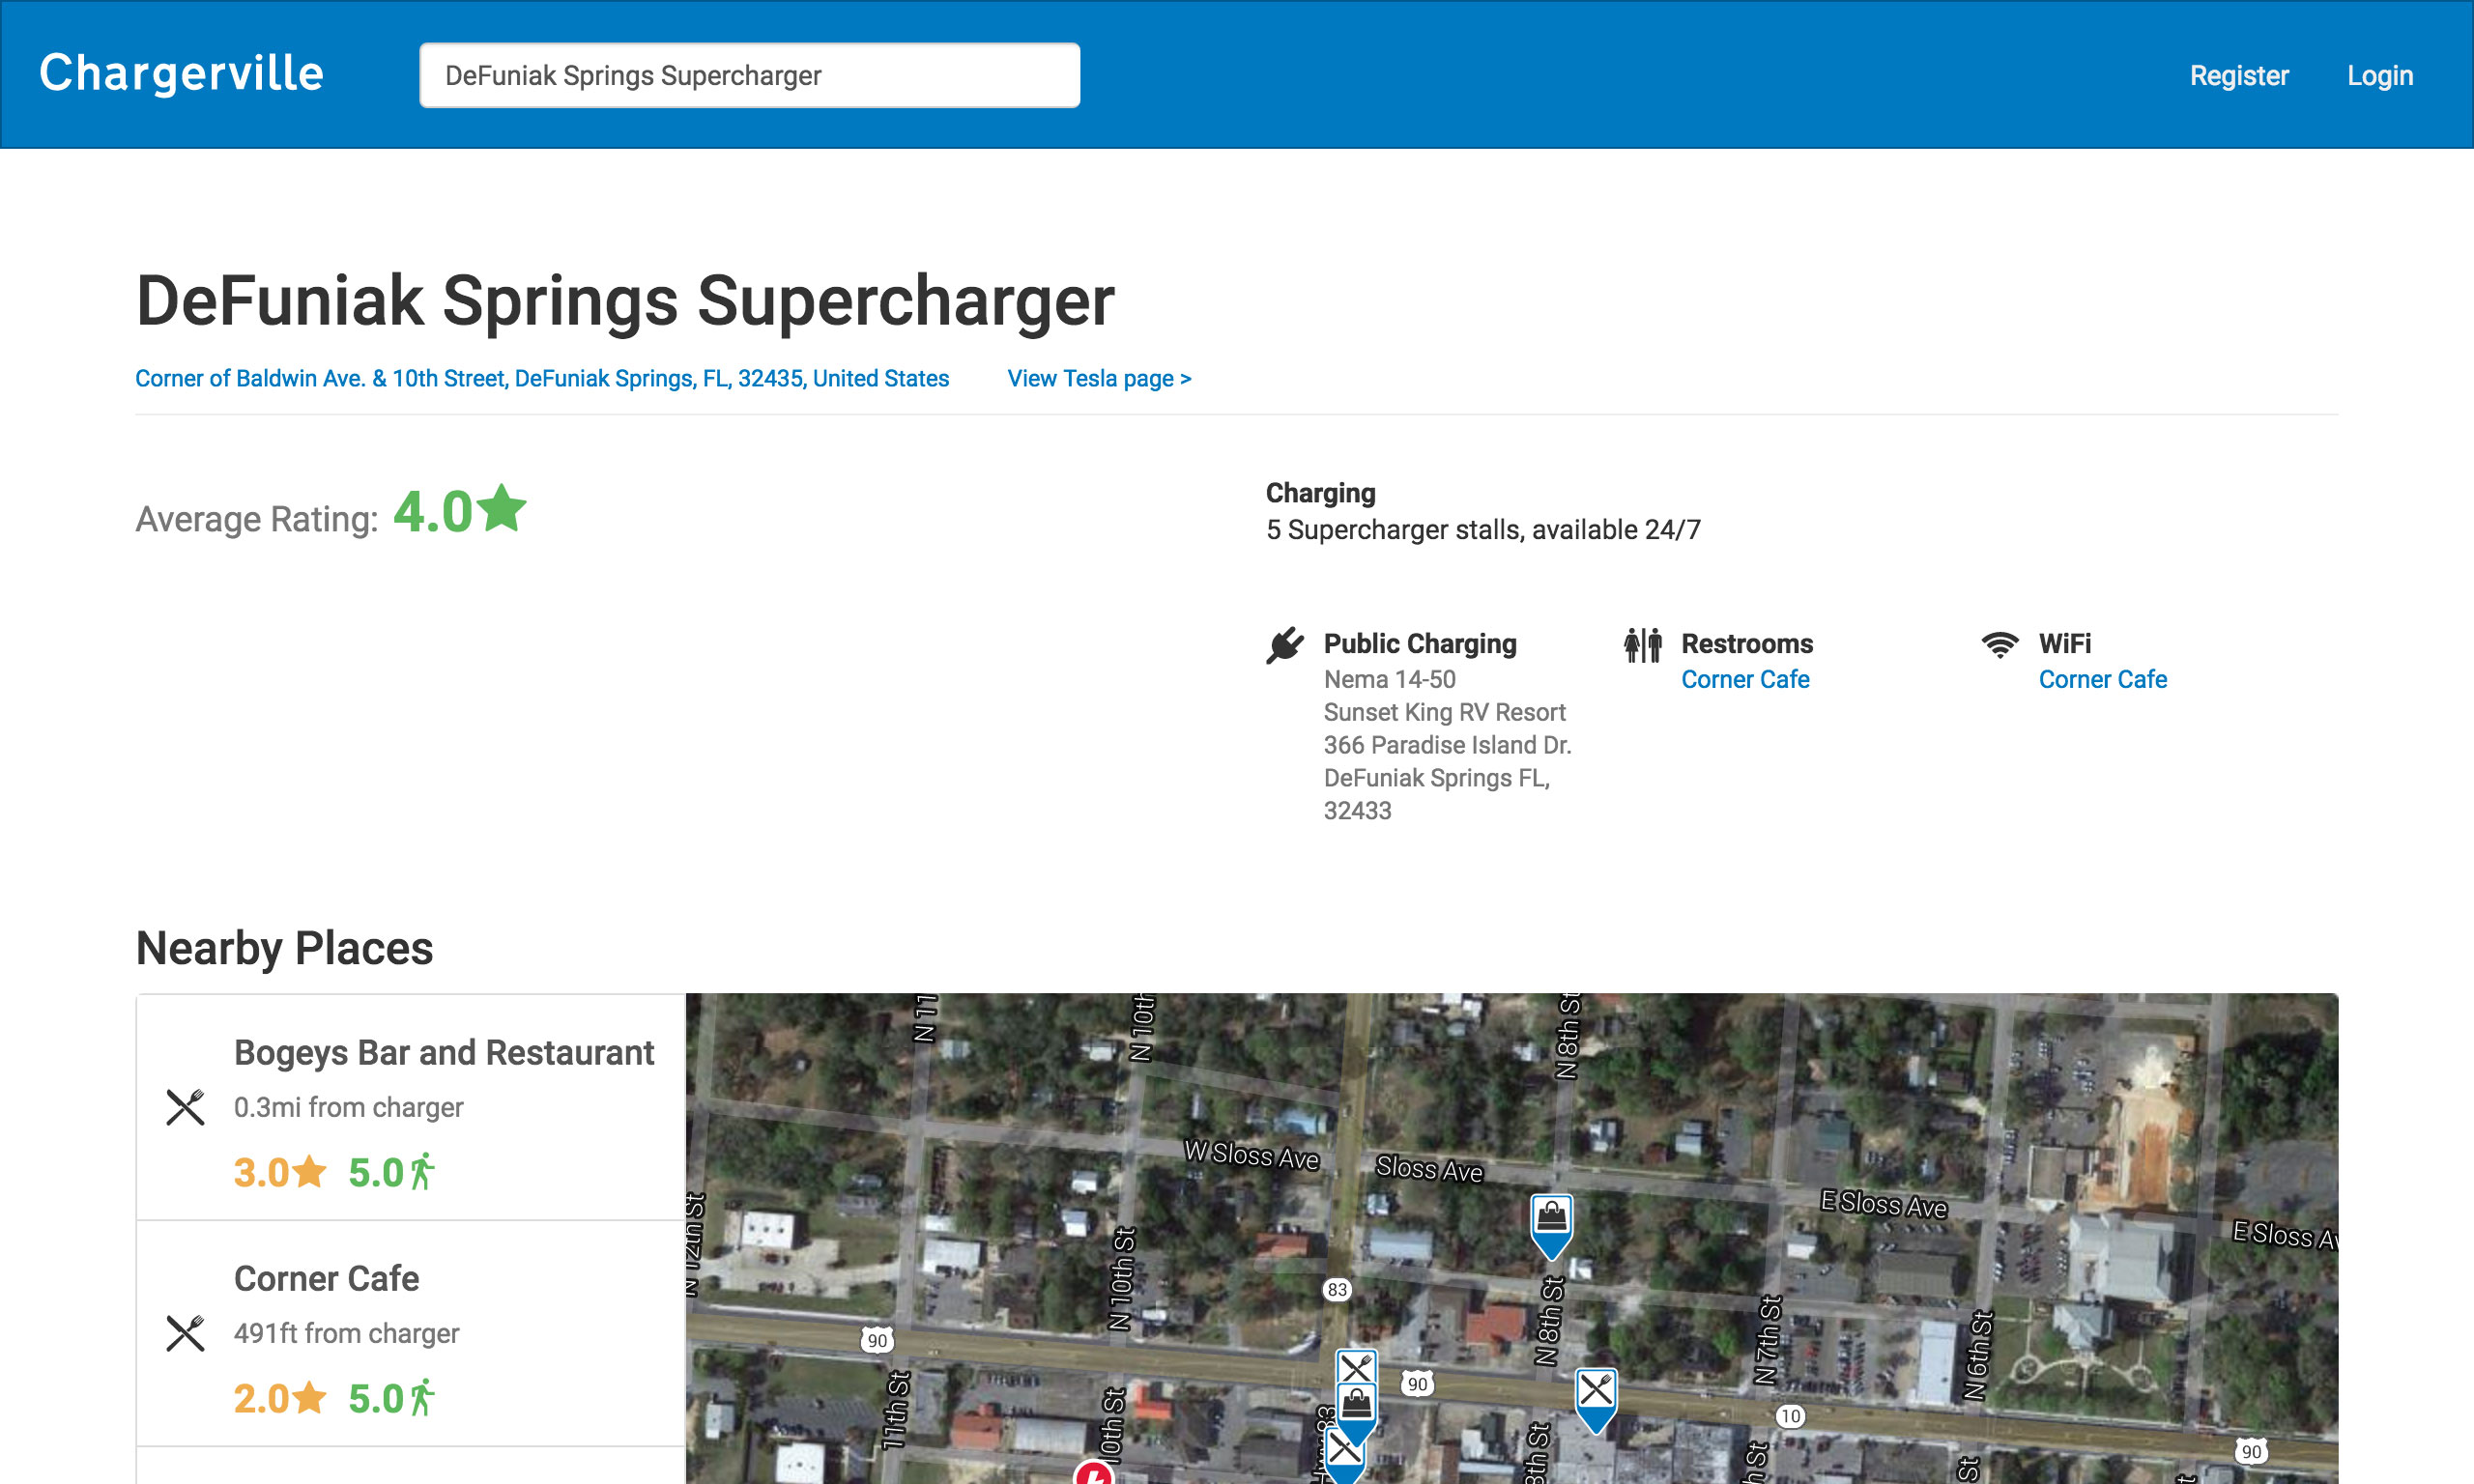 Chargerville
DeFuniak Springs Supercharger
Register
Login
DeFuniak Springs Supercharger
Corner of Baldwin Ave. & 10th Street, DeFuniak Springs, FL, 32435, United States
View Tesla page >
Average Rating: 4.0
Charging
5 Supercharger stalls, available 24/7
Public Charging
Nema 14-50
Sunset King RV Resort
366 Paradise Island Dr.
DeFuniak Springs FL,
32433
Restrooms
Corner Cafe
WiFi
Corner Cafe
Nearby Places
Bogeys Bar and Restaurant
0.3mi from charger
3.0 5.0
Corner Cafe
491ft from charger
2.0 5.0
N 11
N 10th
N 8th St
W Sloss Ave
Sloss Ave
E Sloss Ave
E Sloss Av
N 12th St
N 10th St
83
N 8th St
N 7th St
N 6th St
90
90
10
90
11th St
10th St
Hwy 83
8th St
h St
St